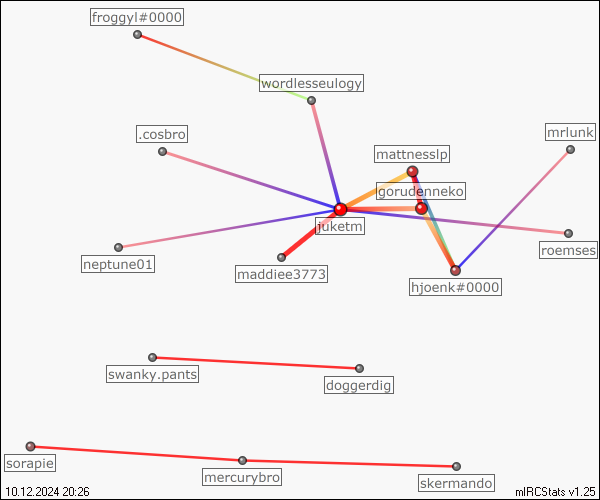 froggyl#0000
wordlesseulogy
.cosbro
mrlunk
mattnesslp
gorudenneko
juketm
neptune01
maddiee3773
roemses
hjoenk#0000
swanky.pants
doggerdig
sorapie
mercurybro
skermando
10.12.2024 20:26
mIRCStats v1.25